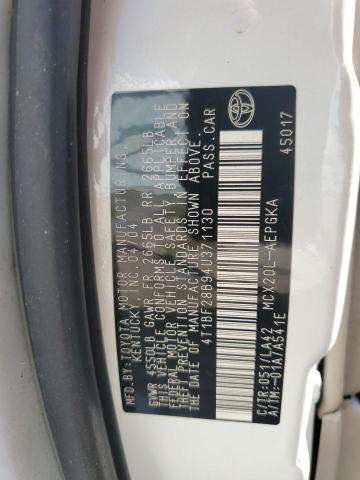 MFD. BY:TOYOTA MOTOR MANUFACTURING,
KENTUCKY, INC. 04/04
GVWR 4550LB GAWR FR 2665LB RR 2665LB
THIS VEHICLE CONFORMS TO ALL APPLICABLE
FEDERAL MOTOR VEHICLE SAFETY, BUMPER, AND
THEFT PREVENTION STANDARDS IN EFFECT ON
THE DATE OF MANUFACTURE SHOWN ABOVE.
4T1BF28B94U371130 PASS.CAR
C/TR:051/LA42 MCX20L-AEPGKA
A/TM:-01A/A541E
45017